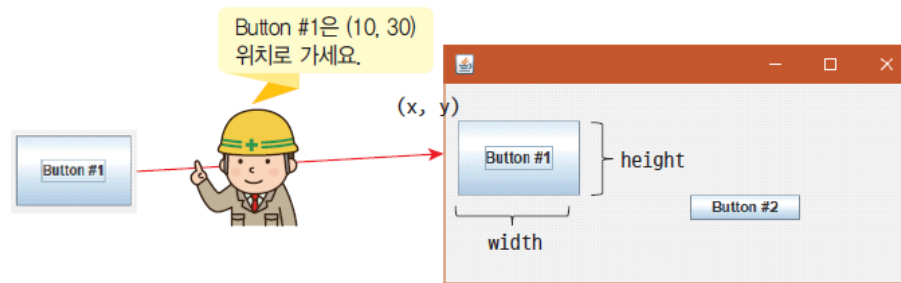 Button #1은 (10, 30)
위치로 가세요.
(x, y)
Button #1
Button #1
height
Button #2
width